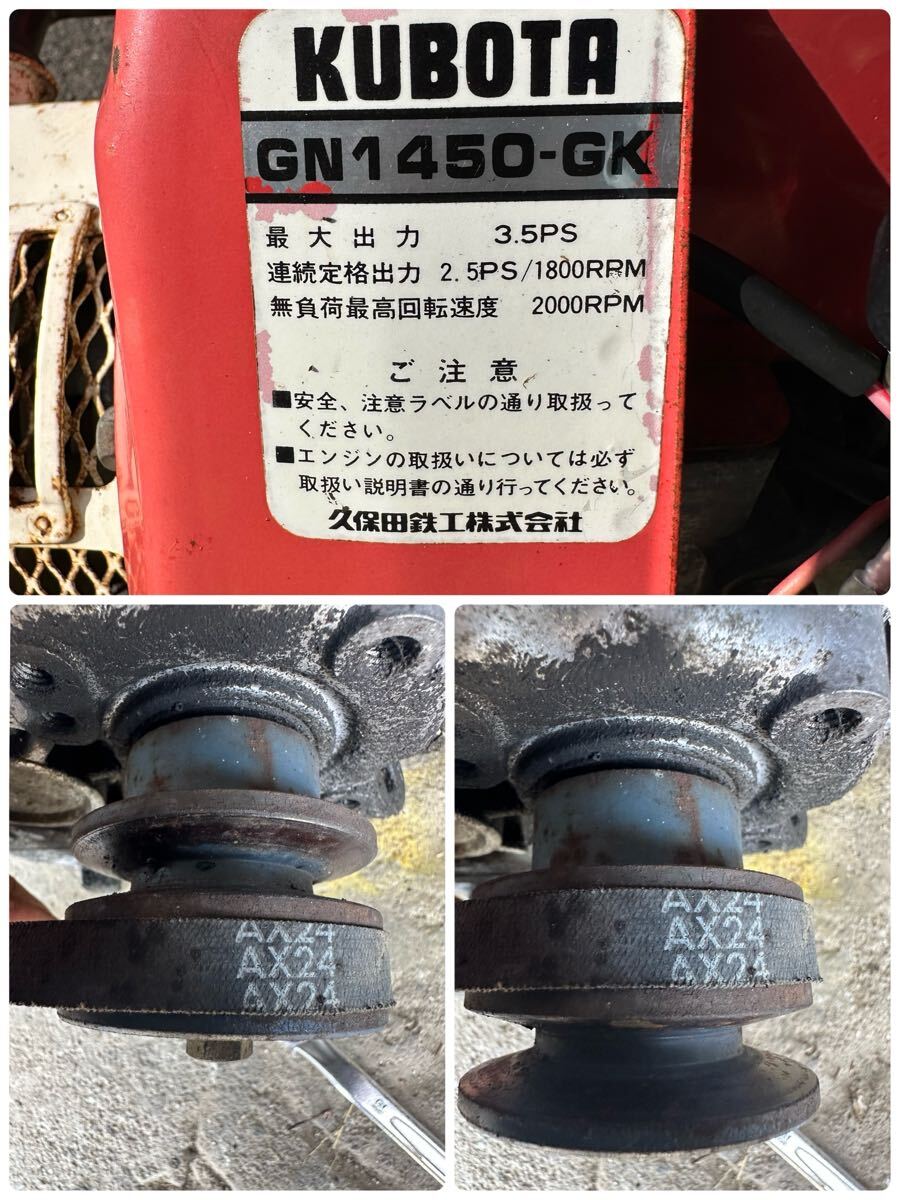 KUBOTA
GN1450-GK
最大出力 3.5PS
連続定格出力 2.5PS/1800RPM
無負荷最高回転速度 2000RPM
ご注意
■安全、注意ラベルの通り取扱って
ください。
■エンジンの取扱いについては必ず
取扱い説明書の通り行ってください。
久保田鉄工株式会社
AX24
AX24
AX24
AX24
AX24
AX24
AX24